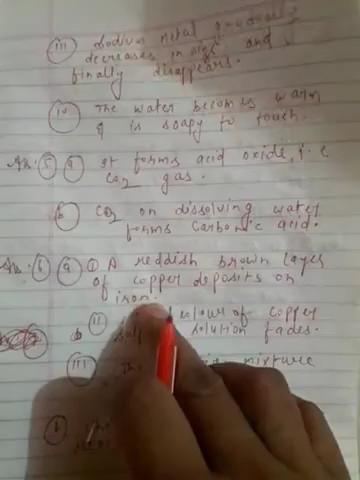 (iii) Sodium metal gradually
decreases in size and
finally disappears.
(iv) The water becomes warm
& is soapy to touch.
Ans: 5 (a) It forms acid oxide, i.e
CO2 gas.
(b) CO2 on dissolving water
forms carbonic acid.
Ans: 6 (a) (i) A reddish brown layer
of copper deposits on
iron.
(ii) colour of copper
solution fades.
(iii) The mixture
(b)